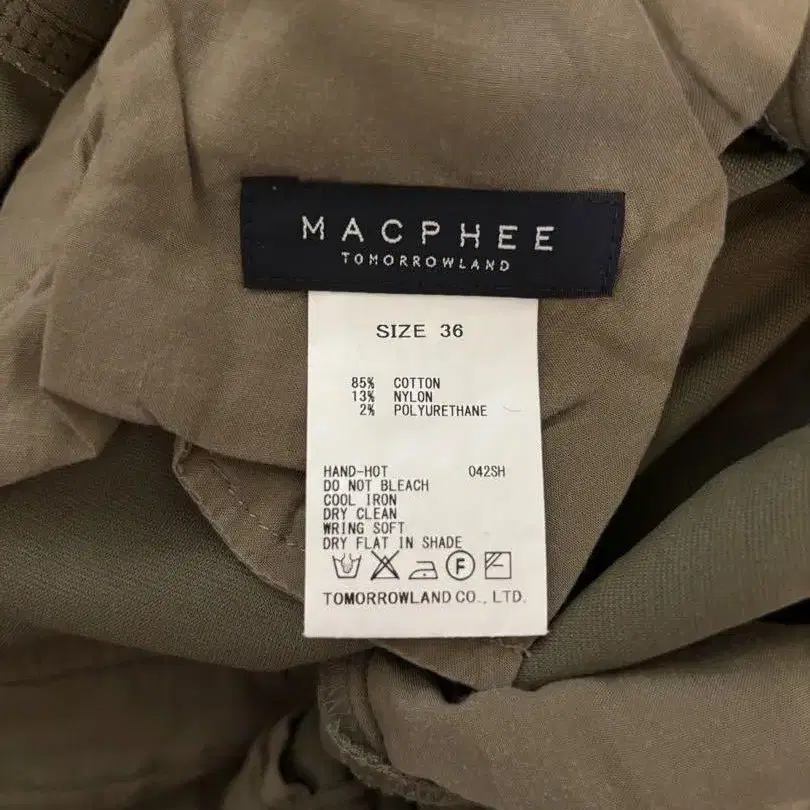 MACPHEE
TOMORROWLAND
SIZE 36
85% COTTON
13% NYLON
2% POLYURETHANE
HAND-HOT 042SH
DO NOT BLEACH
COOL IRON
DRY CLEAN
WRING SOFT
DRY FLAT IN SHADE
F
TOMORROWLAND CO., LTD.